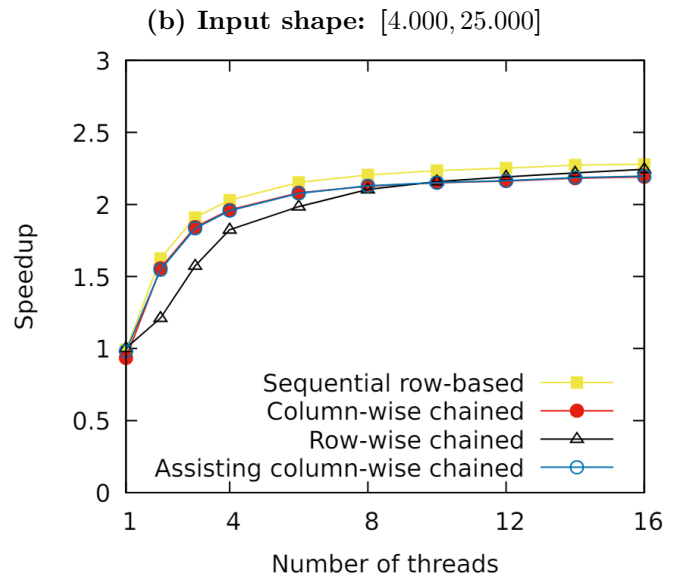 (b) Input shape: [4.000, 25.000]
3
2.5
2
1.5
1
0.5
0
Speedup
Sequential row-based
Column-wise chained
Row-wise chained
Assisting column-wise chained
1 4 8 12 16
Number of threads